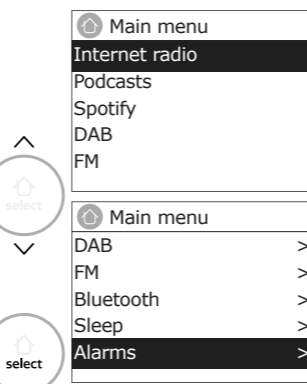 Main menu
Internet radio
Podcasts
Spotify
DAB
FM
select
Main menu
DAB >
FM >
Bluetooth >
Sleep >
Alarms >
select